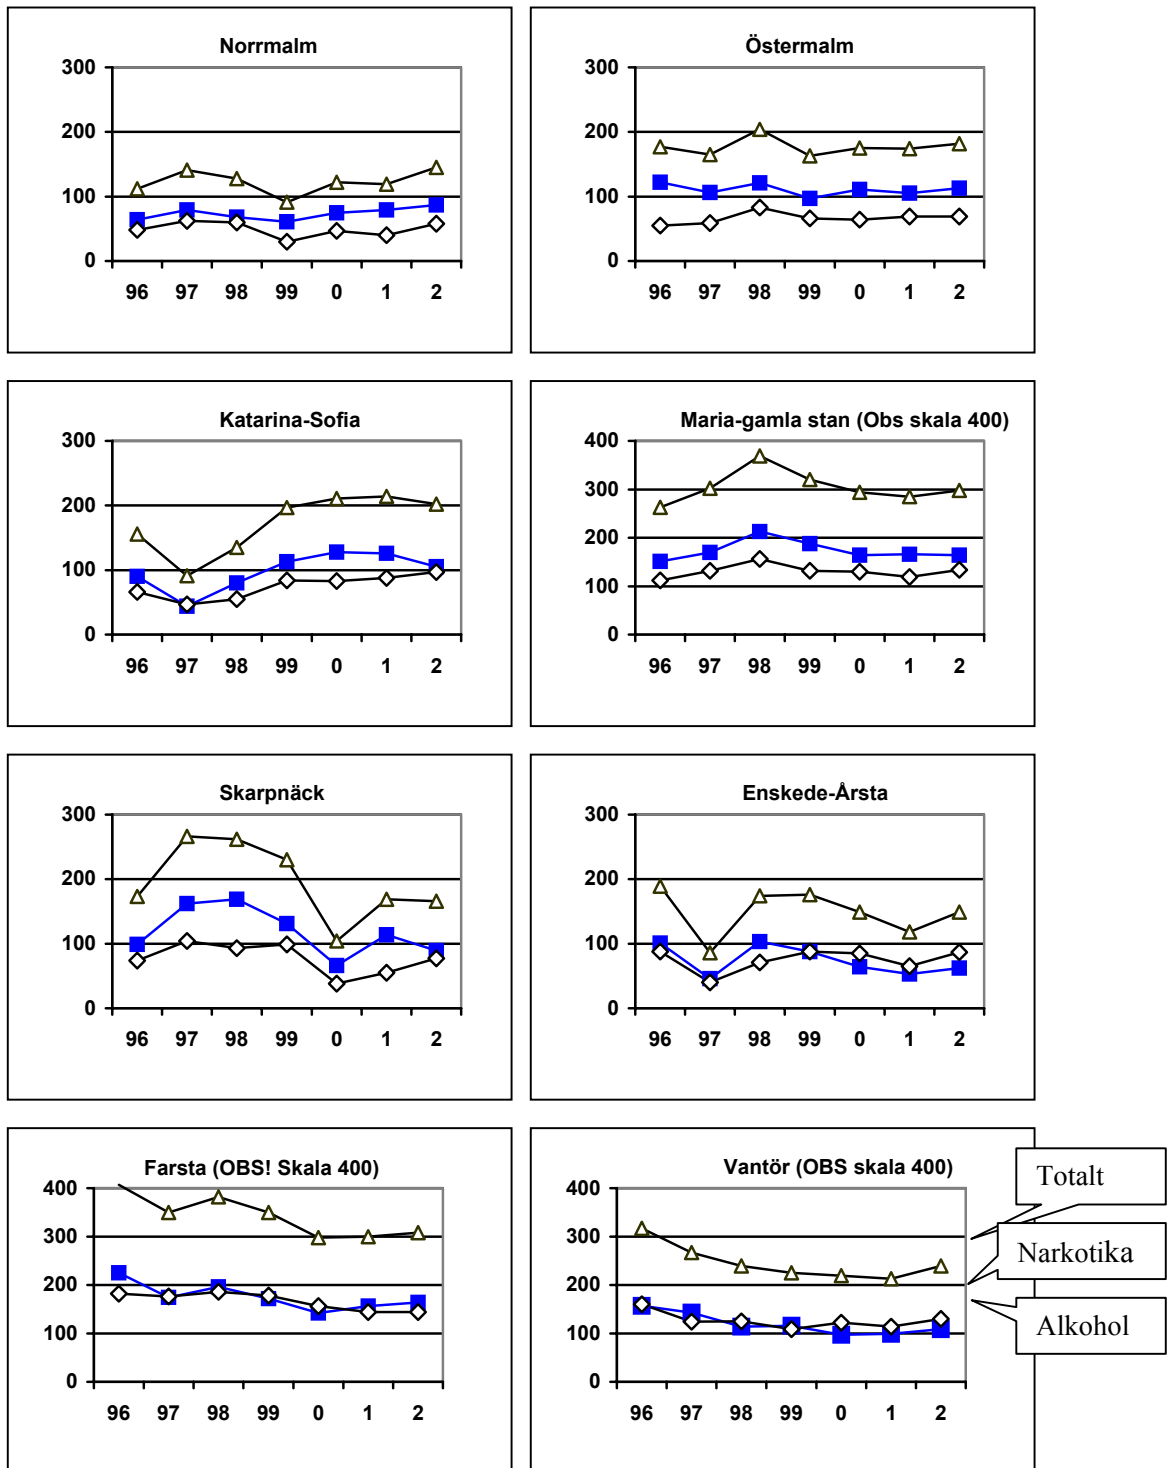 Norrmalm
300
200
100
0
96 97 98 99 0 1 2
Östermalm
300
200
100
0
96 97 98 99 0 1 2
Katarina-Sofia
300
200
100
0
96 97 98 99 0 1 2
Maria-gamla stan (Obs skala 400)
400
300
200
100
0
96 97 98 99 0 1 2
Skarpnäck
300
200
100
0
96 97 98 99 0 1 2
Enskede-Årsta
300
200
100
0
96 97 98 99 0 1 2
Farsta (OBS! Skala 400)
400
300
200
100
0
96 97 98 99 0 1 2
Vantör (OBS skala 400)
400
300
200
100
0
96 97 98 99 0 1 2
Totalt
Narkotika
Alkohol